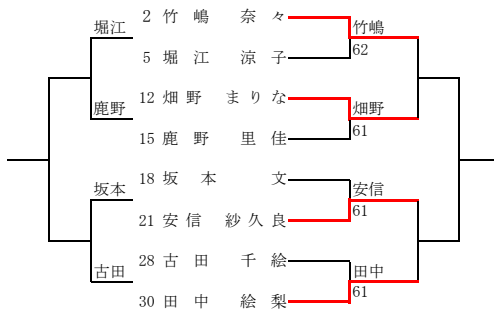 2 竹嶋 奈々
堀江
竹嶋
5 堀江 涼子
62
12 畑野 まりな
鹿野
畑野
15 鹿野 里佳
61
18 坂本 文
坂本
安信
21 安信 紗久良
61
28 古田 千絵
古田
田中
30 田中 絵梨
61